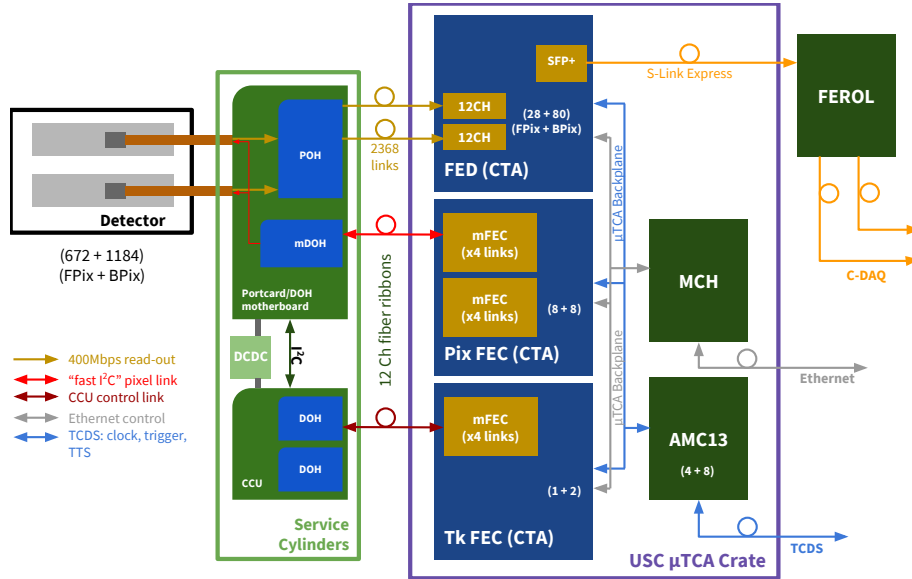 SFP+
S-Link Express
FEROL
12CH
12CH
(28 + 80)
(FPix + BPix)
2368
links
FED (CTA)
POH
Detector
(672 + 1184)
(FPix + BPix)
mDOH
Portcard/DOH
motherboard
12 Ch fiber ribbons
mFEC
(x4 links)
mFEC
(x4 links)
(8 + 8)
Pix FEC (CTA)
µTCA Backplane
µTCA Backplane
MCH
C-DAQ
Ethernet
DCDC
I²C
400Mbps read-out
“fast I²C” pixel link
CCU control link
Ethernet control
TCDS: clock, trigger,
TTS
DOH
DOH
CCU
mFEC
(x4 links)
(1 + 2)
Tk FEC (CTA)
AMC13
(4 + 8)
TCDS
Service
Cylinders
USC µTCA Crate